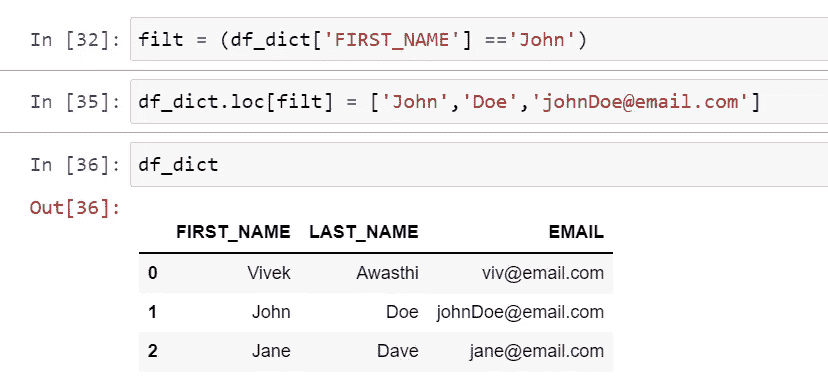 In [32]: filt = (df_dict['FIRST_NAME'] =='John')
In [35]: df_dict.loc[filt] = ['John','Doe','johnDoe@email.com']
In [36]: df_dict
Out[36]:
FIRST_NAME LAST_NAME EMAIL
0 Vivek Awasthi viv@email.com
1 John Doe johnDoe@email.com
2 Jane Dave jane@email.com